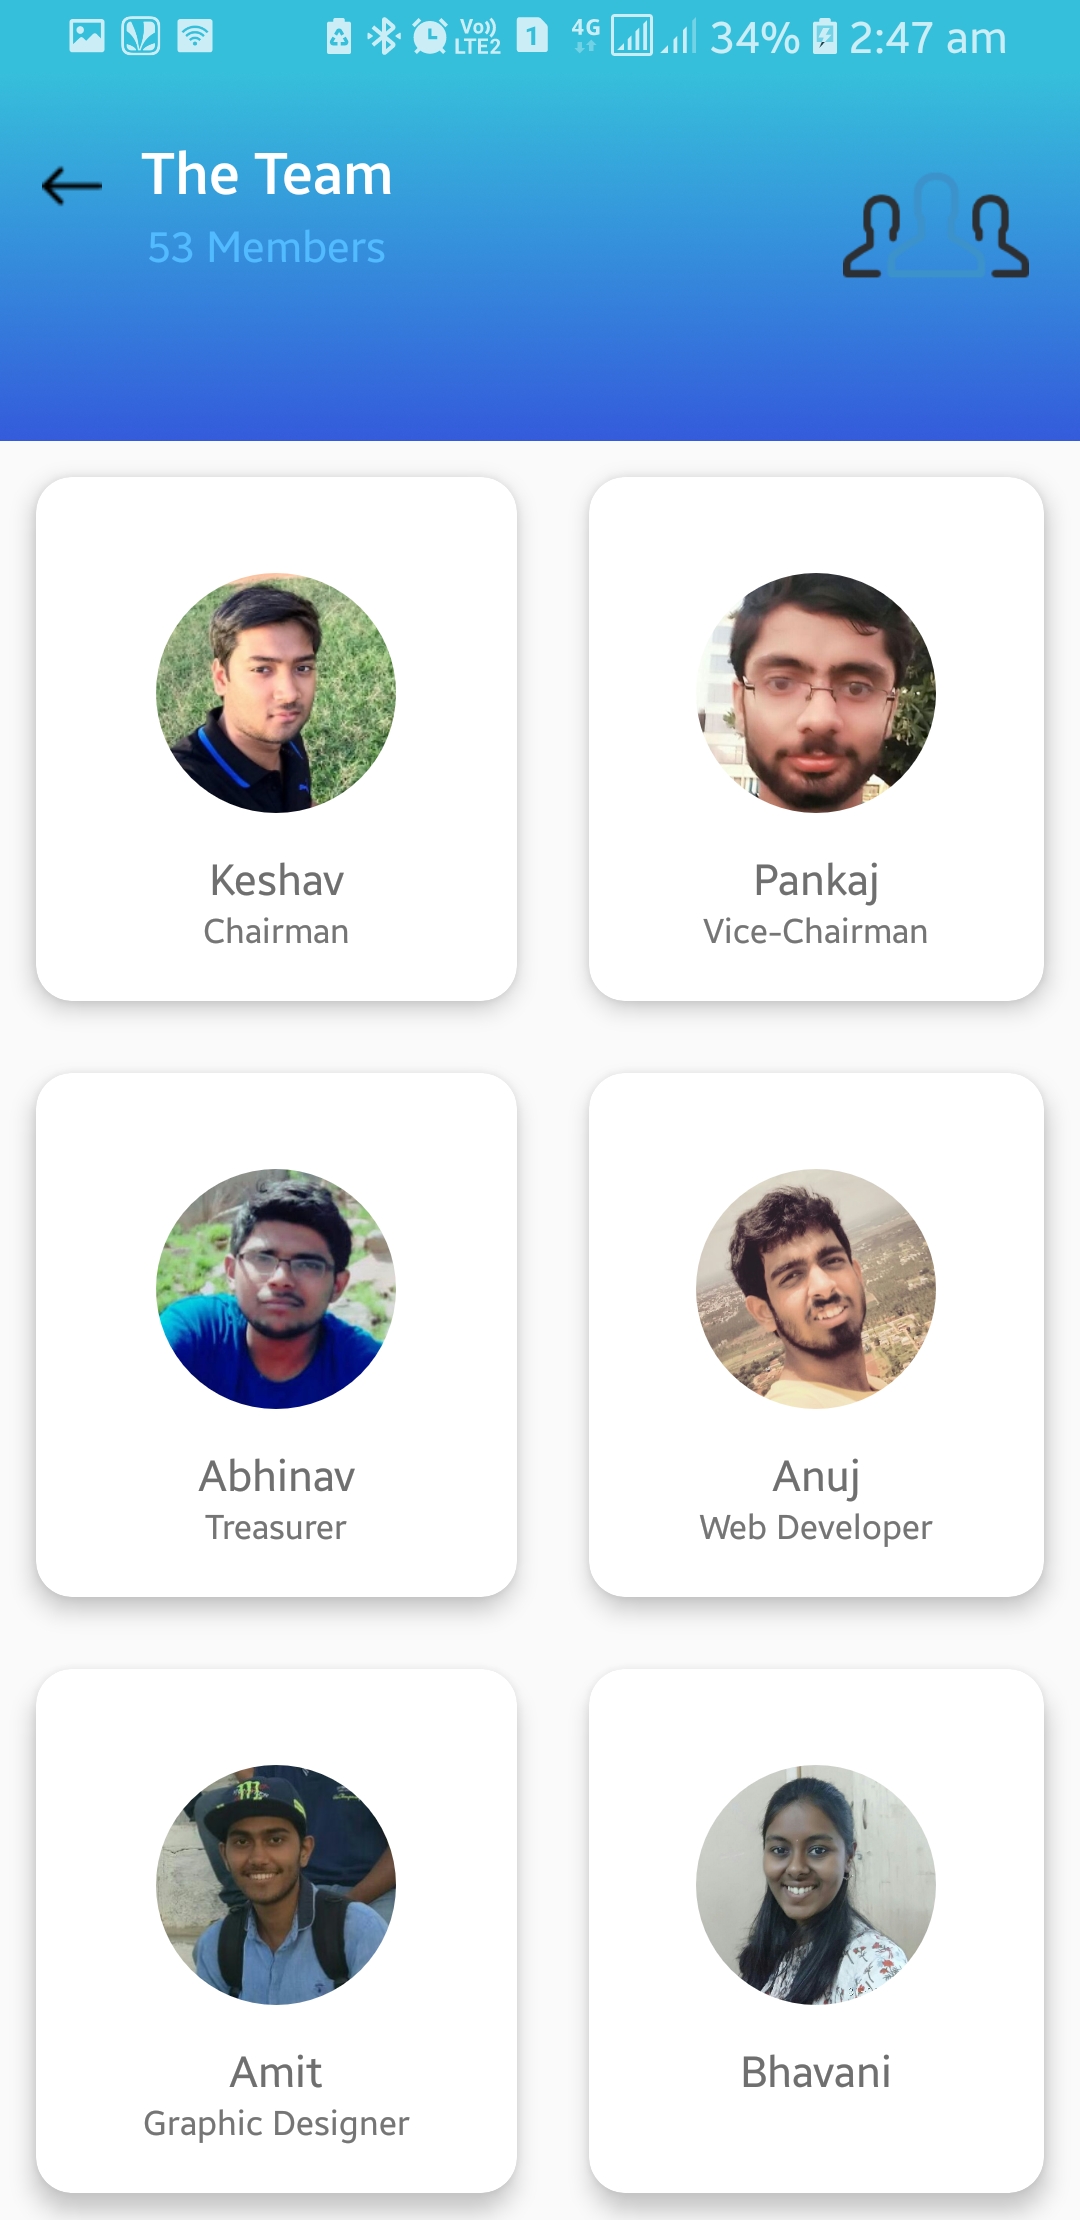 Vo)) LTE2 1 4G 34% 2:47 am
The Team
53 Members
Keshav
Chairman
Pankaj
Vice-Chairman
Abhinav
Treasurer
Anuj
Web Developer
Amit
Graphic Designer
Bhavani